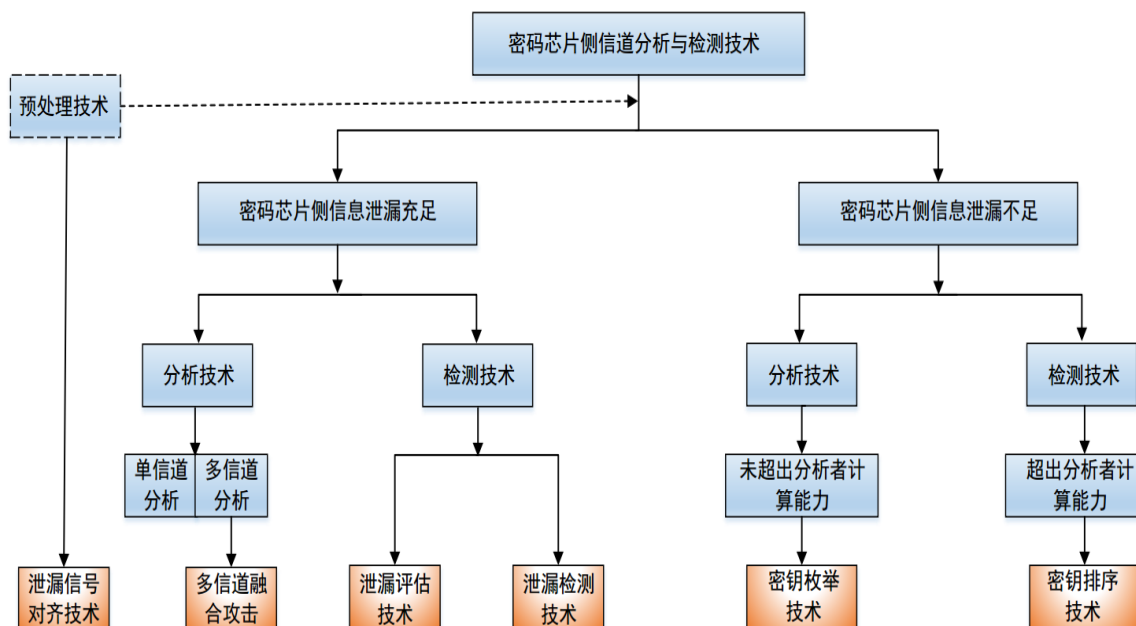 密码芯片侧信道分析与检测技术
预处理技术
密码芯片侧信息泄漏充足
密码芯片侧信息泄漏不足
分析技术
检测技术
分析技术
检测技术
单信道
分析
多信道
分析
未超出分析者计
算能力
超出分析者计
算能力
泄漏信号
对齐技术
多信道融
合攻击
泄漏评估
技术
泄漏检测
技术
密钥枚举
技术
密钥排序
技术